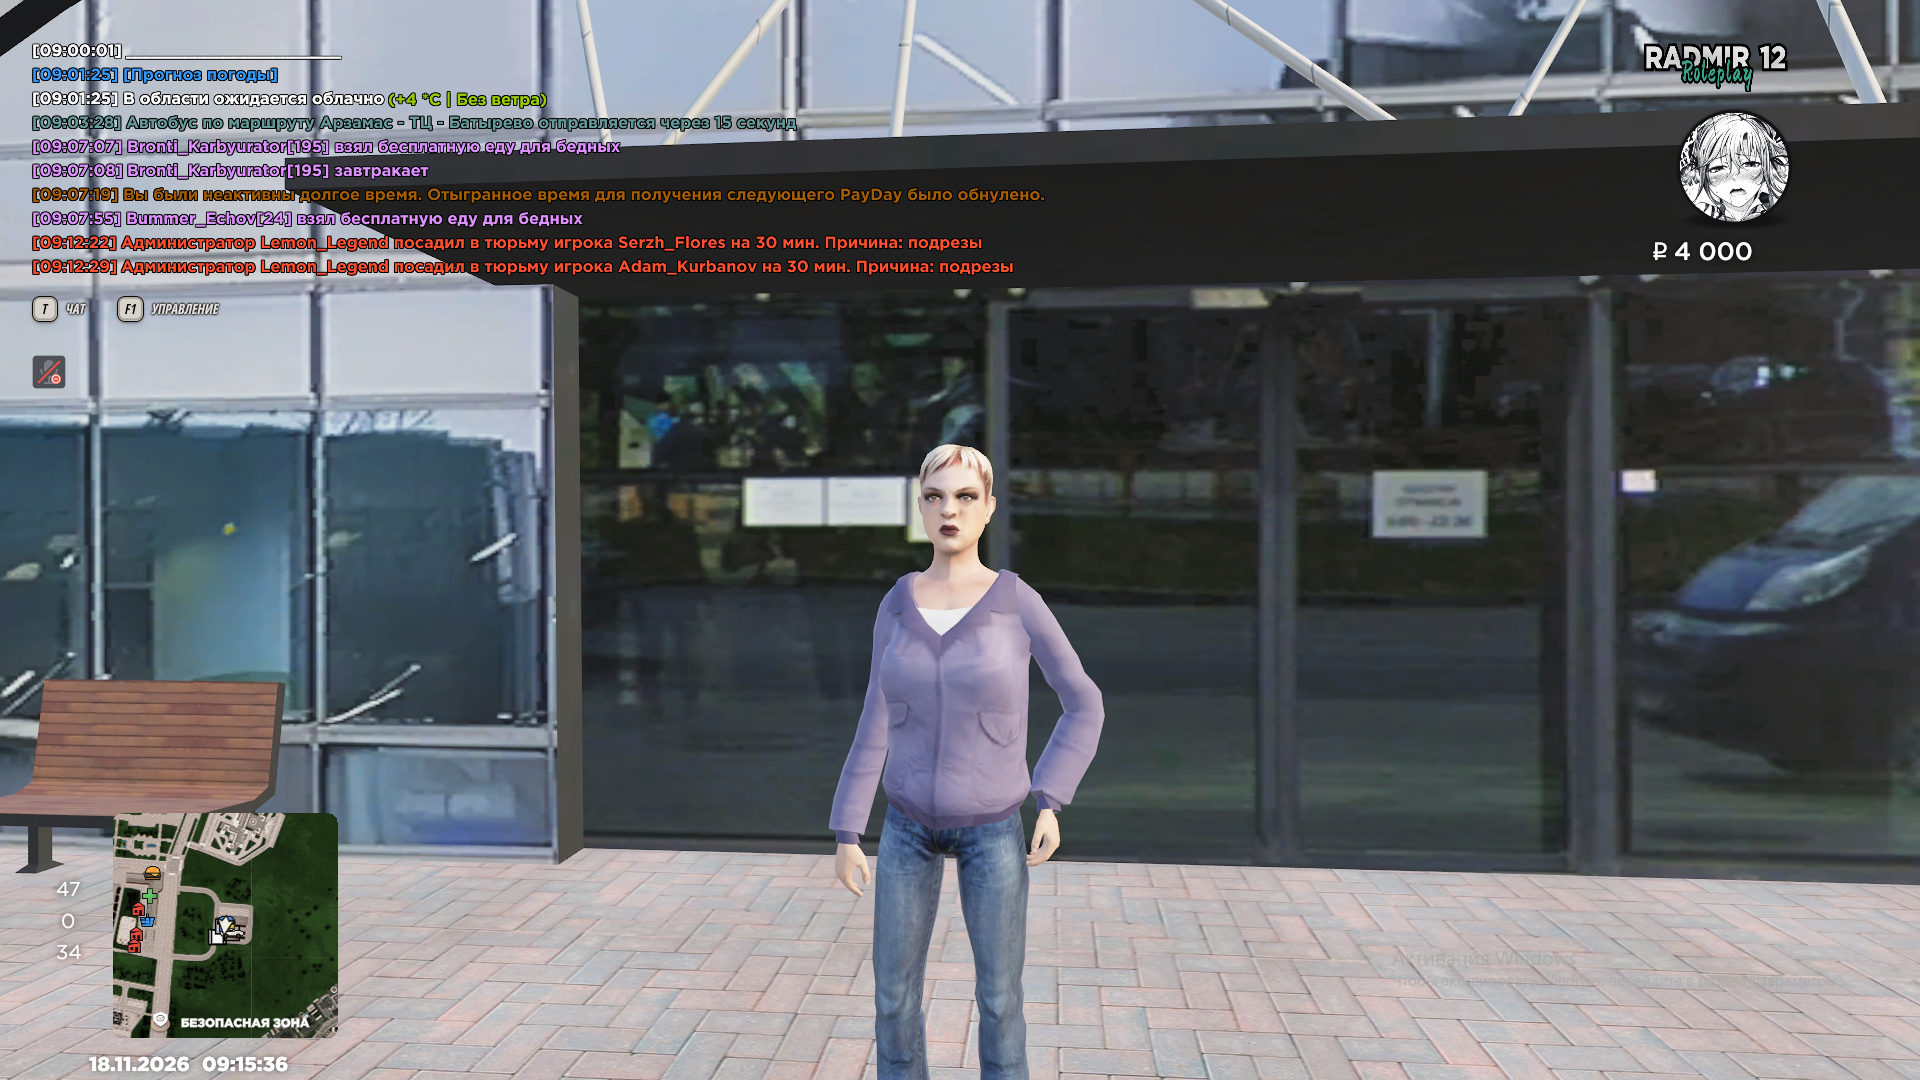 [09:00:01] ______________________
[09:01:25] [Прогноз погоды]
[09:01:25] В области ожидается облачно (+4 °C | Без ветра)
[09:03:28] Автобус по маршруту Арзамас - ТЦ - Батырево отправляется через 15 секунд
[09:07:07] Bronti_Karbyurator[195] взял бесплатную еду для бедных
[09:07:08] Bronti_Karbyurator[195] завтракает
[09:07:19] Вы были неактивны долгое время. Отыгранное время для получения следующего PayDay было обнулено.
[09:07:55] Bummer_Echov[24] взял бесплатную еду для бедных
[09:12:22] Администратор Lemon_Legend посадил в тюрьму игрока Serzh_Flores на 30 мин. Причина: подрезы
[09:12:29] Администратор Lemon_Legend посадил в тюрьму игрока Adam_Kurbanov на 30 мин. Причина: подрезы
T ЧАТ F1 УПРАВЛЕНИЕ
RADMIR 12
Roleplay
₽ 4 000
47
0
34
БЕЗОПАСНАЯ ЗОНА
18.11.2026 09:15:36
Активация Windows